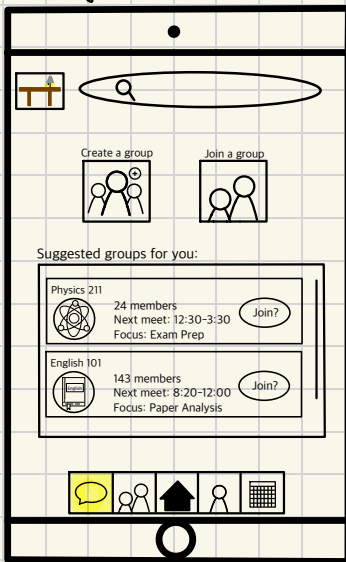 Create a group
Join a group
Suggested groups for you:
Physics 211
24 members
Next meet: 12:30-3:30
Focus: Exam Prep
Join?
English 101
English
143 members
Next meet: 8:20-12:00
Focus: Paper Analysis
Join?